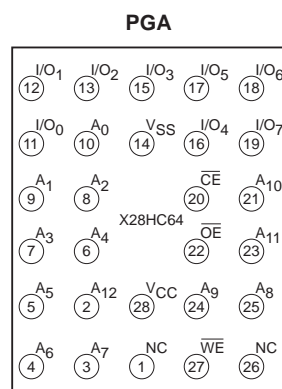 PGA
I/O1 I/O2 I/O3 I/O5 I/O6
12 13 15 17 18
I/O0 A0 VSS I/O4 I/O7
11 10 14 16 19
A1 A2 CE A10
9 8 20 21
X28HC64
A3 A4 OE A11
7 6 22 23
A5 A12 VCC A9 A8
5 2 28 24 25
A6 A7 NC WE NC
4 3 1 27 26